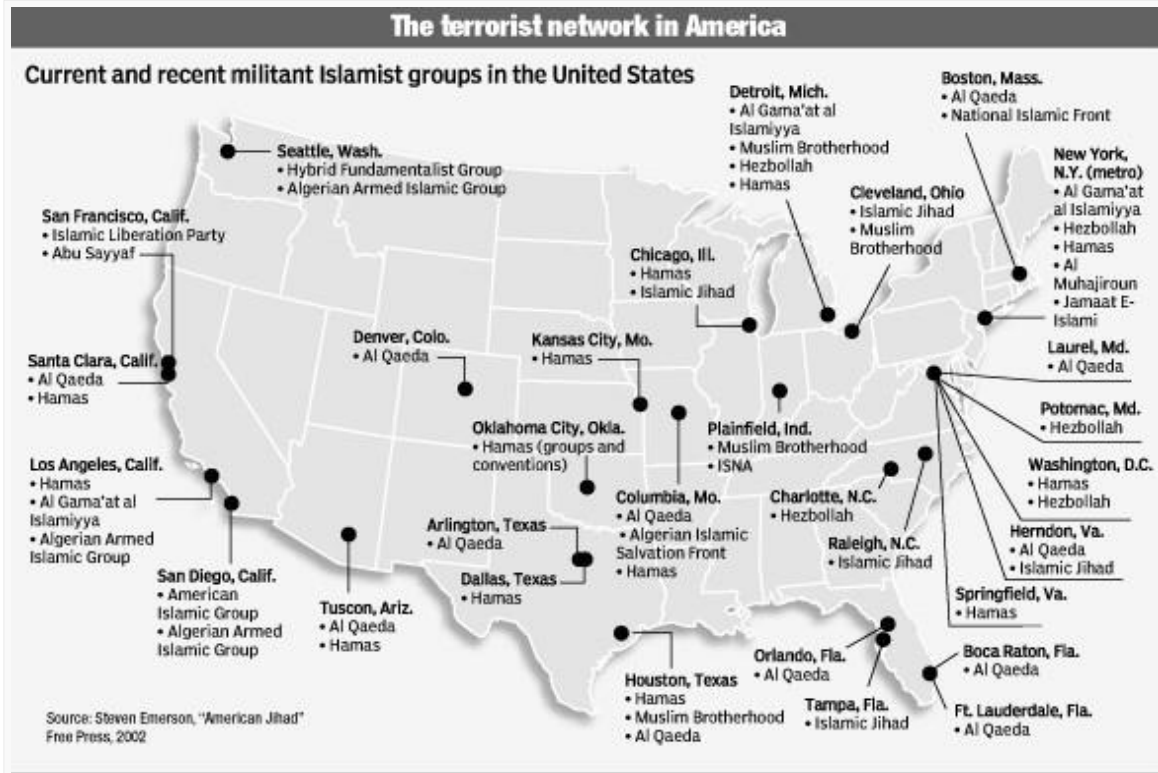 The terrorist network in America
Current and recent militant Islamist groups in the United States
Seattle, Wash.
• Hybrid Fundamentalist Group
• Algerian Armed Islamic Group
San Francisco, Calif.
• Islamic Liberation Party
• Abu Sayyaf
Santa Clara, Calif.
• Al Qaeda
• Hamas
Los Angeles, Calif.
• Hamas
• Al Gama'at al
Islamiyya
• Algerian Armed
Islamic Group
San Diego, Calif.
• American
Islamic Group
• Algerian Armed
Islamic Group
Tuscon, Ariz.
• Al Qaeda
• Hamas
Denver, Colo.
• Al Qaeda
Kansas City, Mo.
• Hamas
Oklahoma City, Okla.
• Hamas (groups and
conventions)
Arlington, Texas
• Al Qaeda
Dallas, Texas
• Hamas
Houston, Texas
• Hamas
• Muslim Brotherhood
• Al Qaeda
Columbia, Mo.
• Al Qaeda
• Algerian Islamic
Salvation Front
• Hamas
Chicago, Ill.
• Hamas
• Islamic Jihad
Plainfield, Ind.
• Muslim Brotherhood
• ISNA
Detroit, Mich.
• Al Gama'at al
Islamiyya
• Muslim Brotherhood
• Hezbollah
• Hamas
Cleveland, Ohio
• Islamic Jihad
• Muslim
Brotherhood
Boston, Mass.
• Al Qaeda
• National Islamic Front
New York,
N.Y. (metro)
• Al Gama'at
al Islamiyya
• Hezbollah
• Hamas
• Al
Muhajiroun
• Jamaat E-
Islami
Laurel, Md.
• Al Qaeda
Potomac, Md.
• Hezbollah
Washington, D.C.
• Hamas
• Hezbollah
Herndon, Va.
• Al Qaeda
• Islamic Jihad
Springfield, Va.
• Hamas
Charlotte, N.C.
• Hezbollah
Raleigh, N.C.
• Islamic Jihad
Orlando, Fla.
• Al Qaeda
Tampa, Fla.
• Islamic Jihad
Boca Raton, Fla.
• Al Qaeda
Ft. Lauderdale, Fla.
• Al Qaeda
Source: Steven Emerson, "American Jihad"
Free Press, 2002